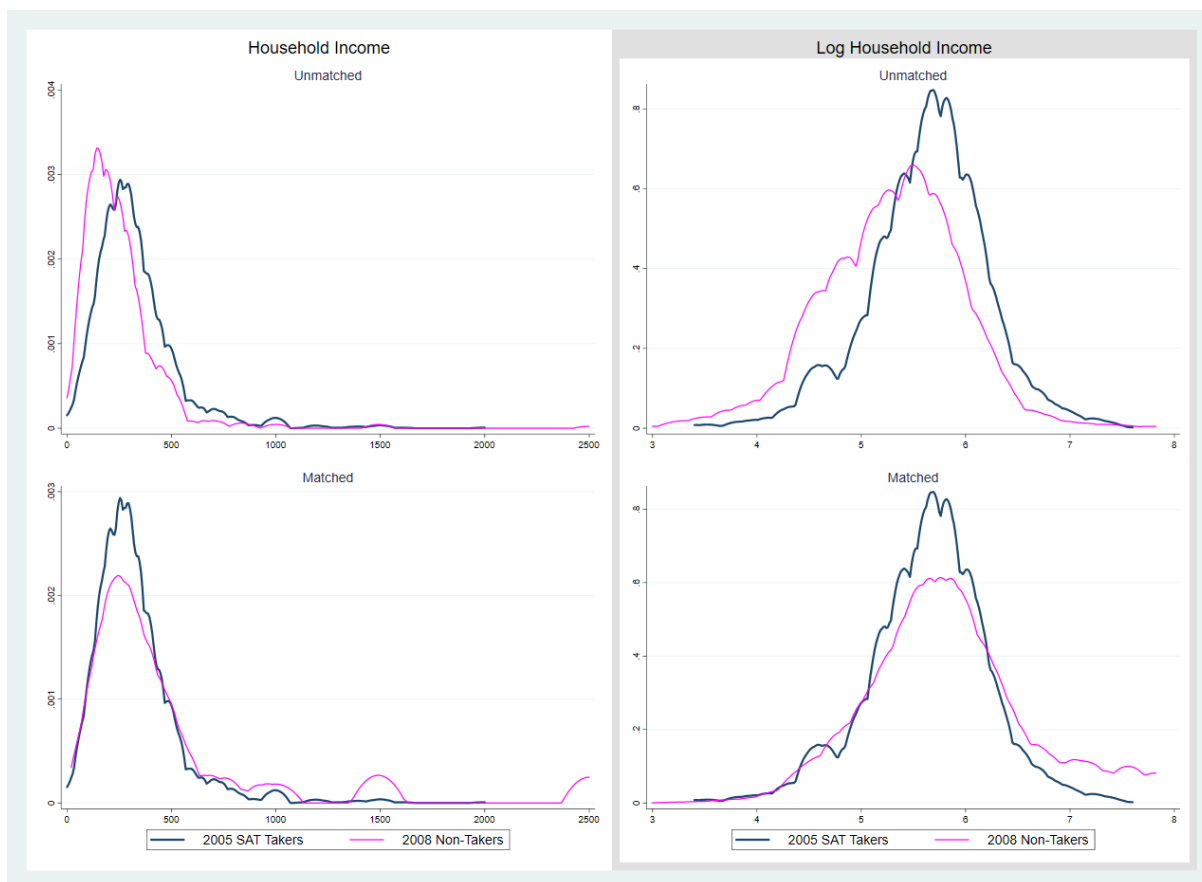 Household Income
Unmatched
.004
.003
.002
.001
0
0 500 1000 1500 2000 2500
Matched
.003
.002
.001
0
0 500 1000 1500 2000 2500
2005 SAT Takers 2008 Non-Takers
Log Household Income
Unmatched
.8
.6
.4
.2
0
3 4 5 6 7 8
Matched
.8
.6
.4
.2
0
3 4 5 6 7 8
2005 SAT Takers 2008 Non-Takers